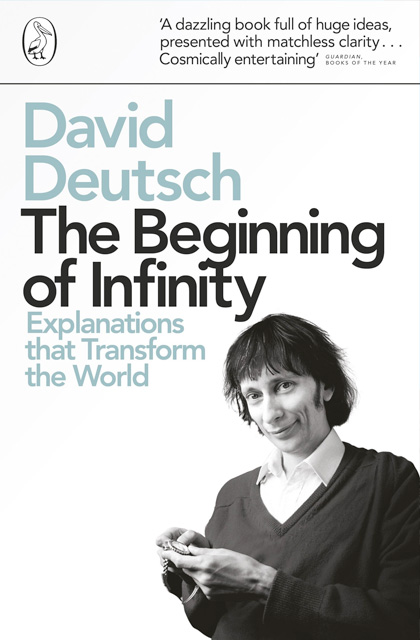 ‘A dazzling book full of huge ideas,
presented with matchless clarity . . .
Cosmically entertaining’ GUARDIAN,
BOOKS OF THE YEAR
David
Deutsch
The Beginning
of Infinity
Explanations
that Transform
the World